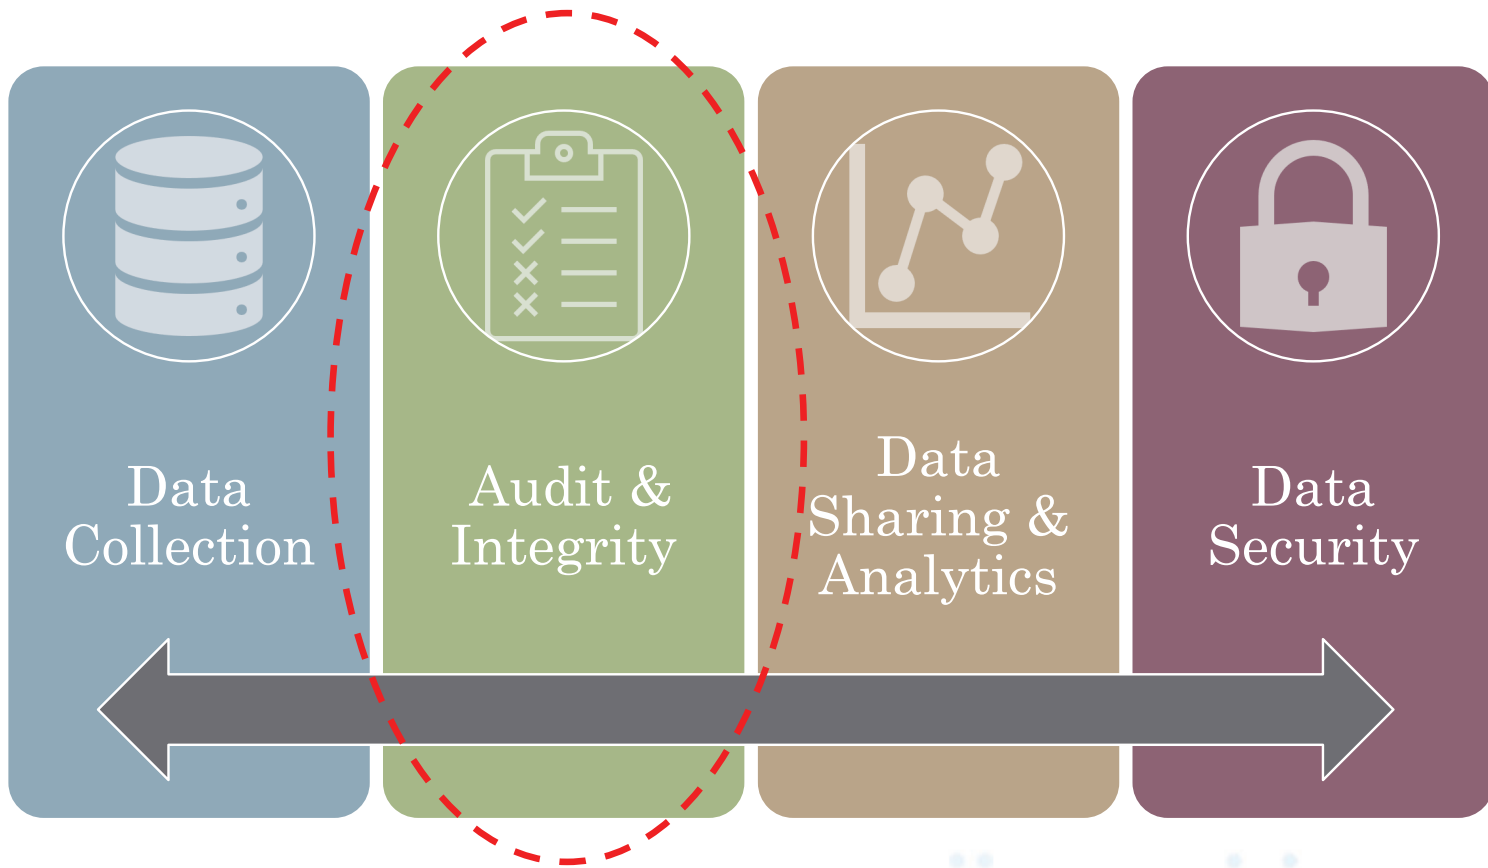 Data
Collection
Audit &
Integrity
Data
Sharing &
Analytics
Data
Security